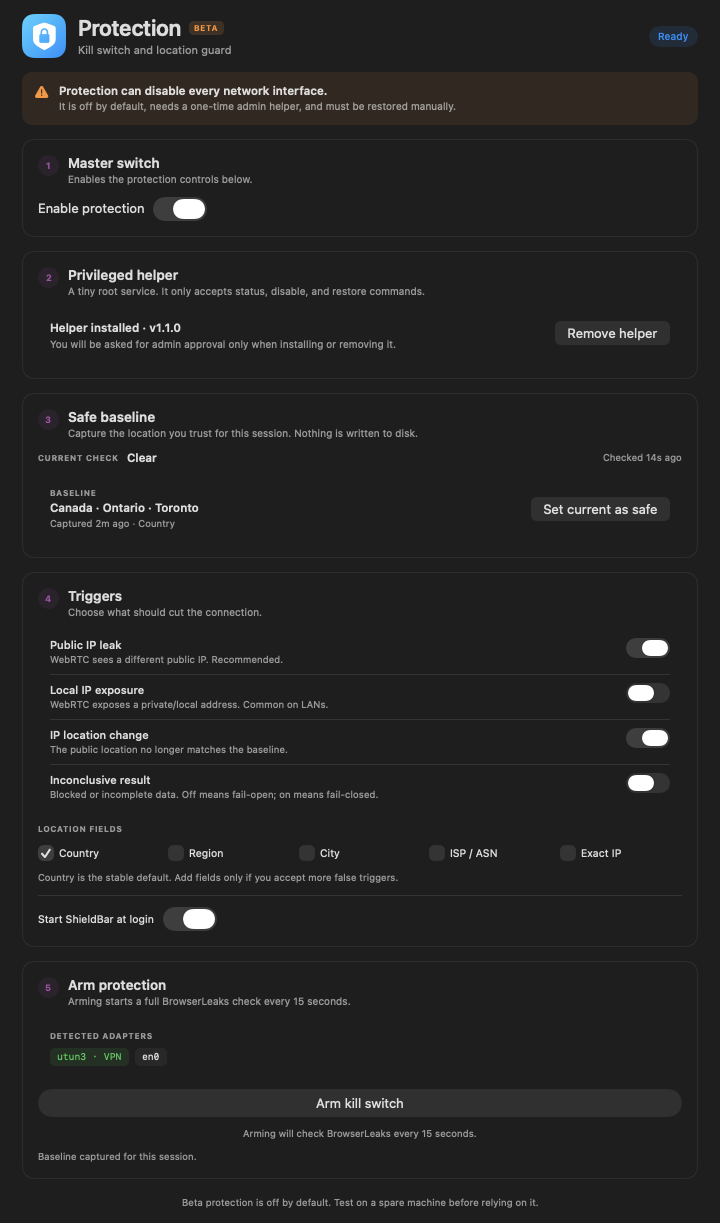 Protection BETA
Kill switch and location guard
Ready
Protection can disable every network interface.
It is off by default, needs a one-time admin helper, and must be restored manually.
1 Master switch
Enables the protection controls below.
Enable protection
2 Privileged helper
A tiny root service. It only accepts status, disable, and restore commands.
Helper installed · v1.1.0
You will be asked for admin approval only when installing or removing it.
Remove helper
3 Safe baseline
Capture the location you trust for this session. Nothing is written to disk.
CURRENT CHECK Clear Checked 14s ago
BASELINE
Canada · Ontario · Toronto
Captured 2m ago · Country
Set current as safe
4 Triggers
Choose what should cut the connection.
Public IP leak
WebRTC sees a different public IP. Recommended.
Local IP exposure
WebRTC exposes a private/local address. Common on LANs.
IP location change
The public location no longer matches the baseline.
Inconclusive result
Blocked or incomplete data. Off means fail-open; on means fail-closed.
LOCATION FIELDS
Country Region City ISP / ASN Exact IP
Country is the stable default. Add fields only if you accept more false triggers.
Start ShieldBar at login
5 Arm protection
Arming starts a full BrowserLeaks check every 15 seconds.
DETECTED ADAPTERS
utun3 · VPN en0
Arm kill switch
Arming will check BrowserLeaks every 15 seconds.
Baseline captured for this session.
Beta protection is off by default. Test on a spare machine before relying on it.